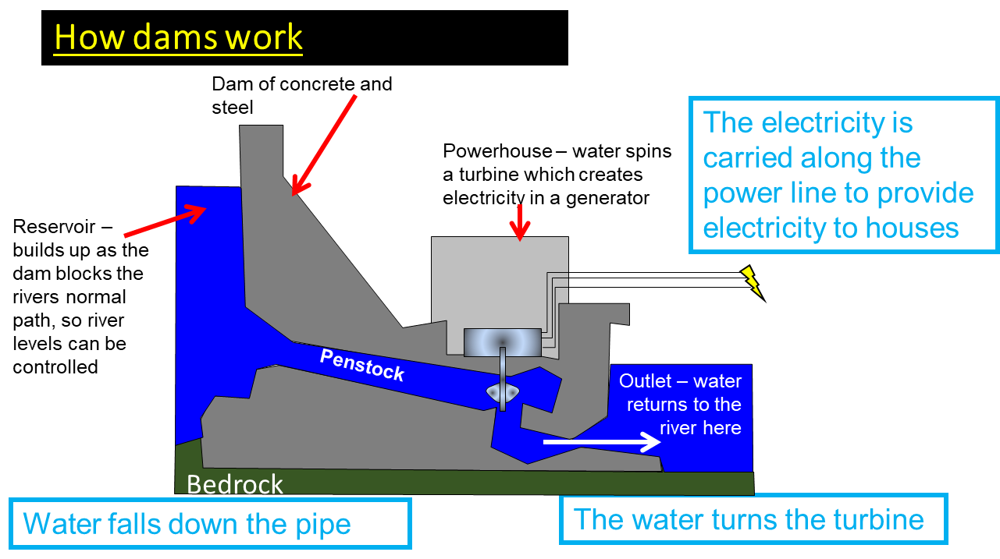 How dams work
Dam of concrete and
steel
Powerhouse – water spins
a turbine which creates
electricity in a generator
The electricity is
carried along the
power line to provide
electricity to houses
Reservoir –
builds up as the
dam blocks the
rivers normal
path, so river
levels can be
controlled
Penstock
Outlet – water
returns to the
river here
Bedrock
Water falls down the pipe
The water turns the turbine